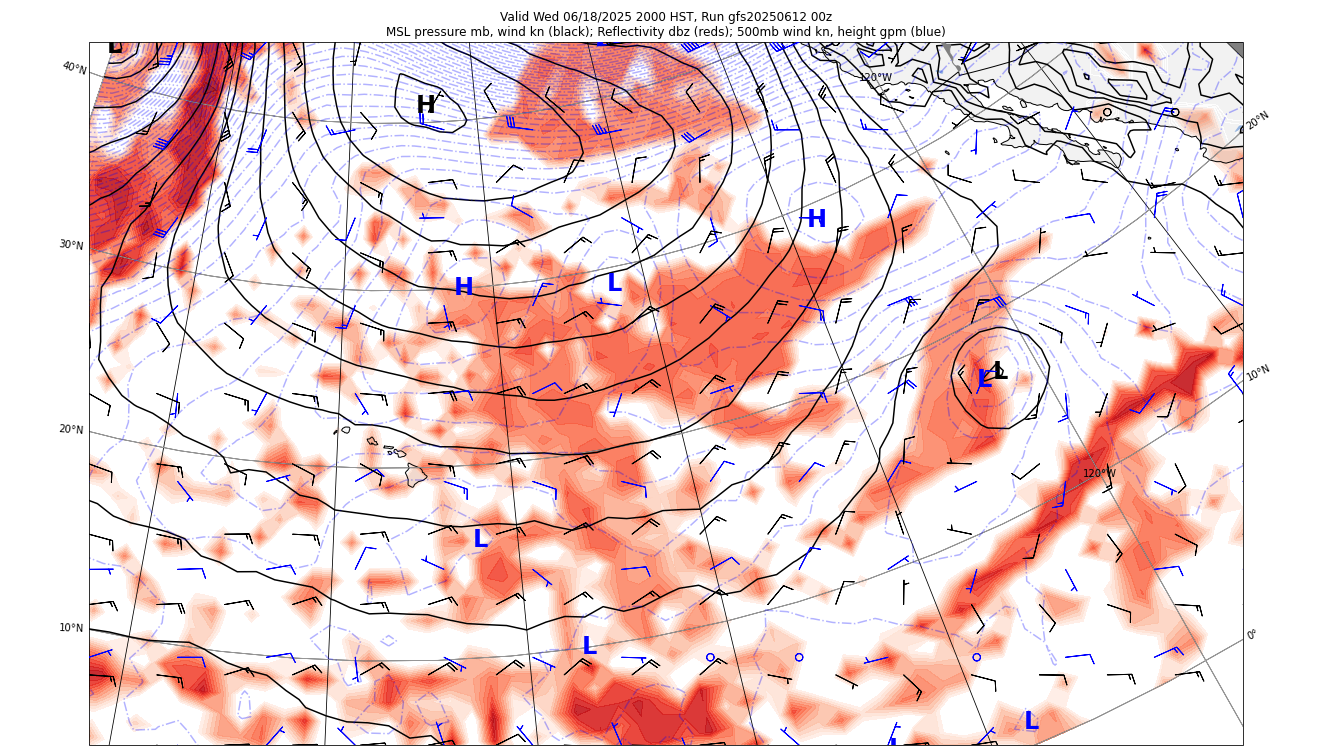 Valid Wed 06/18/2025 2000 HST, Run gfs20250612 00z
MSL pressure mb, wind kn (black); Reflectivity dbz (reds); 500mb wind kn, height gpm (blue)
L
40°N
120°W
H
20°N
H
30°N
H
L
L
L
10°N
20°N
120°W
L
10°N
0°
L
L
L